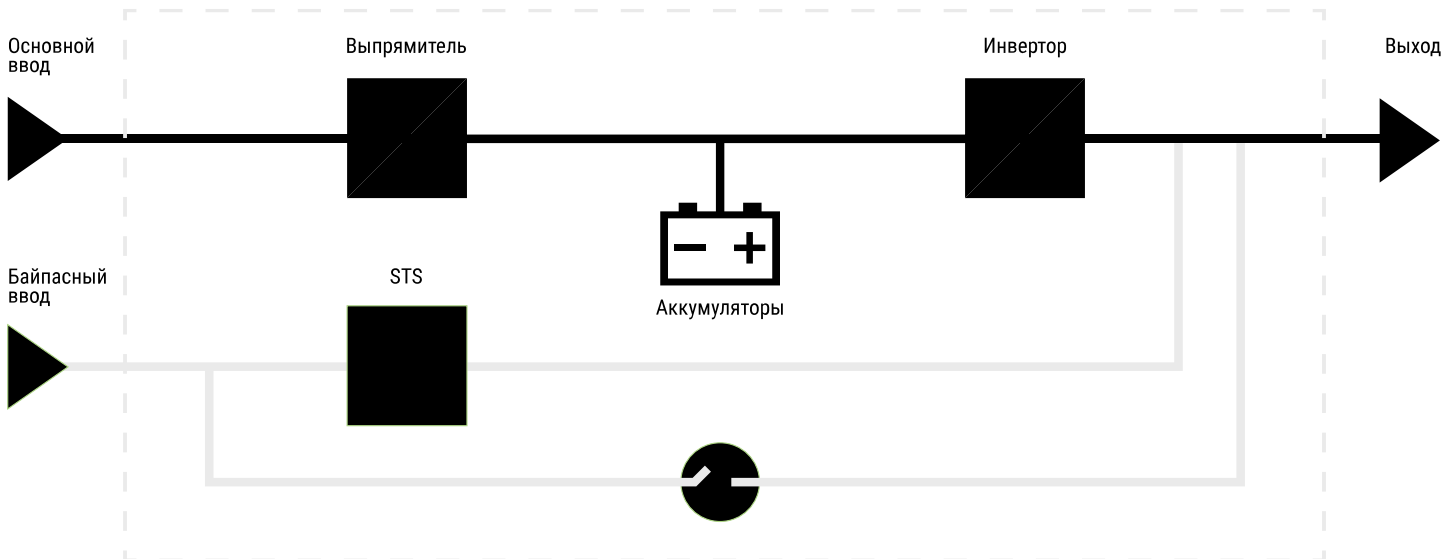 Основной
ввод
Выпрямитель
Инвертор
Выход
Байпасный
ввод
STS
Аккумуляторы